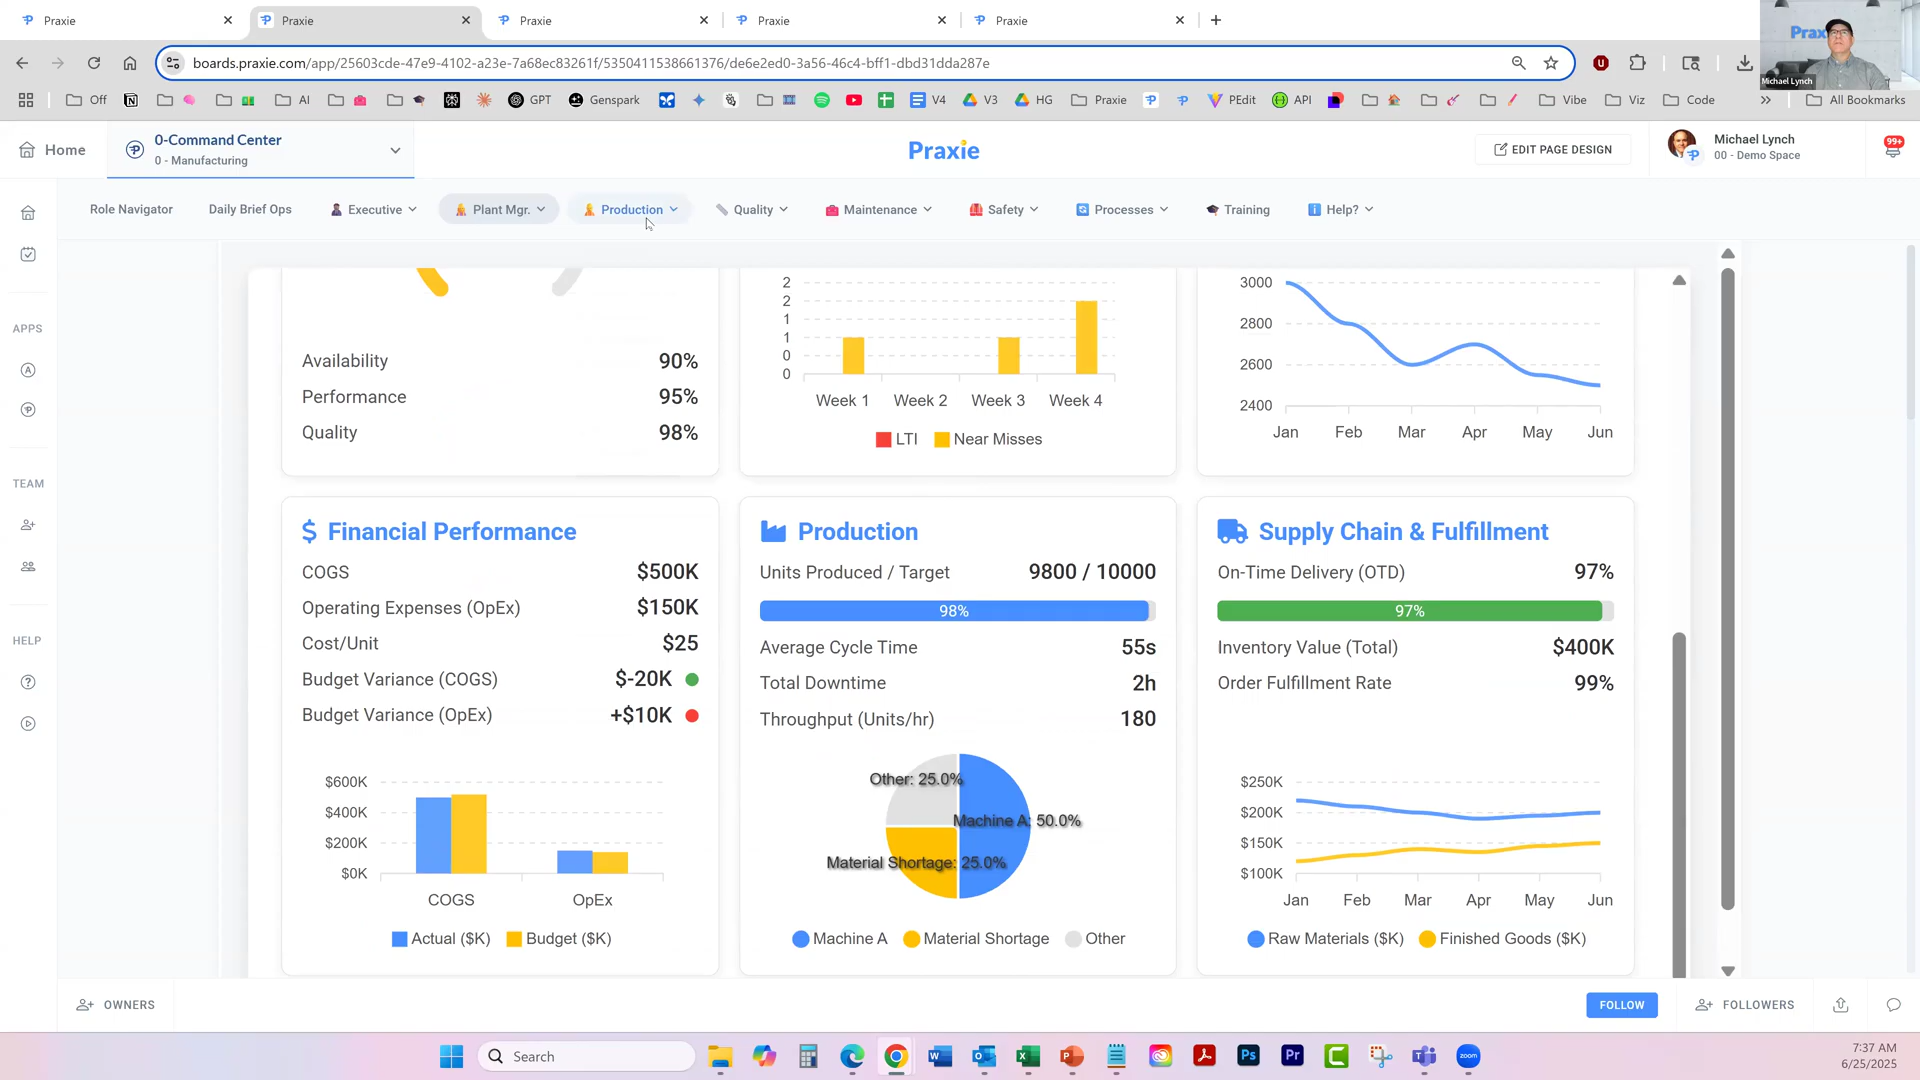 Praxie
Praxie
Praxie
Praxie
Praxie
boards.praxie.com/app/25603cde-47e9-4102-a23e-7a68ec83261f/5350411538661376/de6e2ed0-3a56-46c4-bff1-dbd31dda287e
Off
AI
GPT
Genspark
V4
V3
HG
Praxie
PEdit
API
Vibe
Viz
Code
All Bookmarks
Michael Lynch
Home
0-Command Center
0 - Manufacturing
Praxie
EDIT PAGE DESIGN
Michael Lynch
00 - Demo Space
99+
Role Navigator
Daily Brief Ops
Executive
Plant Mgr.
Production
Quality
Maintenance
Safety
Processes
Training
Help?
APPS
TEAM
HELP
Availability 90%
Performance 95%
Quality 98%
2
2
1
1
0
0
Week 1 Week 2 Week 3 Week 4
LTI Near Misses
3000
2800
2600
2400
Jan Feb Mar Apr May Jun
$ Financial Performance
COGS $500K
Operating Expenses (OpEx) $150K
Cost/Unit $25
Budget Variance (COGS) $-20K
Budget Variance (OpEx) +$10K
$600K
$400K
$200K
$0K
COGS OpEx
Actual ($K) Budget ($K)
Production
Units Produced / Target 9800 / 10000
98%
Average Cycle Time 55s
Total Downtime 2h
Throughput (Units/hr) 180
Other: 25.0%
Machine A: 50.0%
Material Shortage: 25.0%
Machine A Material Shortage Other
Supply Chain & Fulfillment
On-Time Delivery (OTD) 97%
97%
Inventory Value (Total) $400K
Order Fulfillment Rate 99%
$250K
$200K
$150K
$100K
Jan Feb Mar Apr May Jun
Raw Materials ($K) Finished Goods ($K)
OWNERS
FOLLOW
FOLLOWERS
Search
Ps
Pr
zoom
7:37 AM
6/25/2025